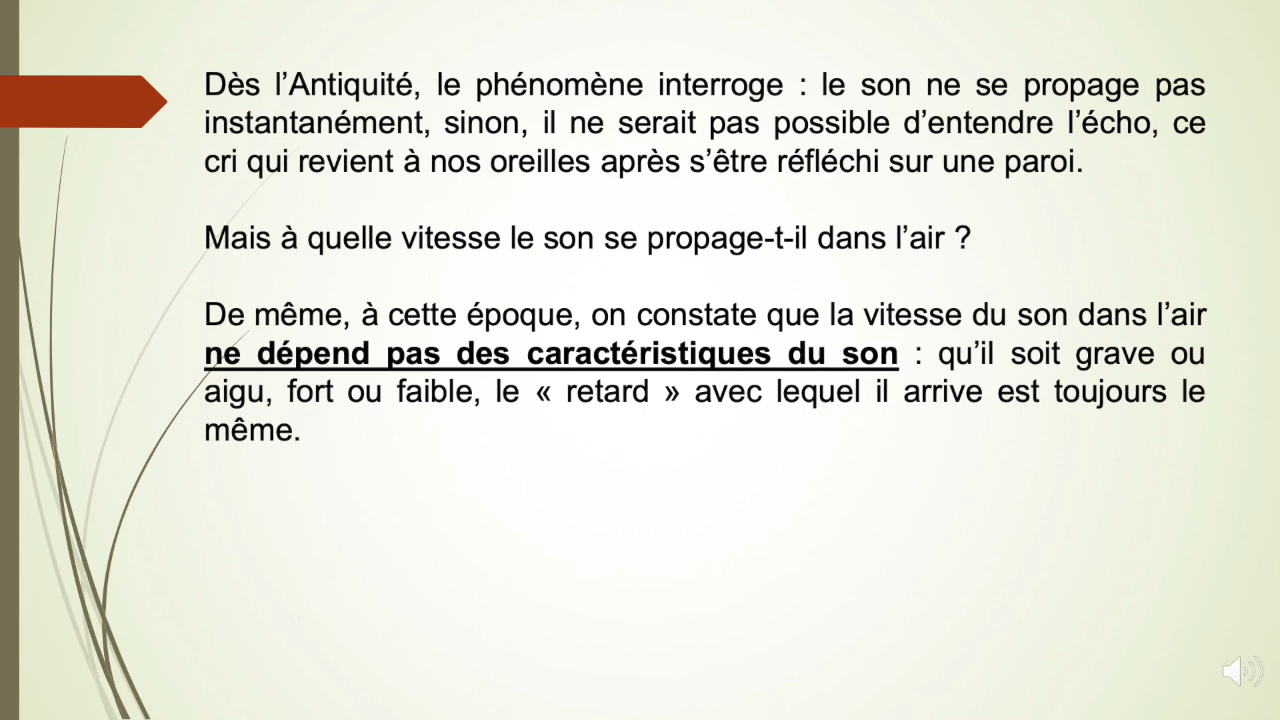 Dès l’Antiquité, le phénomène interroge : le son ne se propage pas
instantanément, sinon, il ne serait pas possible d’entendre l’écho, ce
cri qui revient à nos oreilles après s’être réfléchi sur une paroi.
Mais à quelle vitesse le son se propage-t-il dans l’air ?
De même, à cette époque, on constate que la vitesse du son dans l’air
ne dépend pas des caractéristiques du son : qu’il soit grave ou
aigu, fort ou faible, le « retard » avec lequel il arrive est toujours le
même.